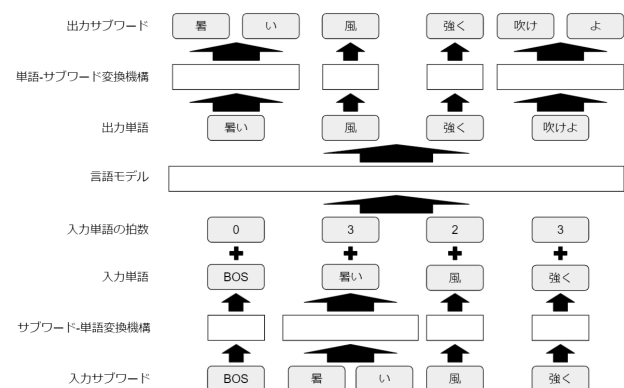 出力サブワード 暑 い 風 強く 吹け よ
単語-サブワード変換機構
出力単語 暑い 風 強く 吹けよ
言語モデル
入力単語の拍数 0 3 2 3
入力単語 BOS 暑い 風 強く
サブワード-単語変換機構
入力サブワード BOS 暑 い 風 強く